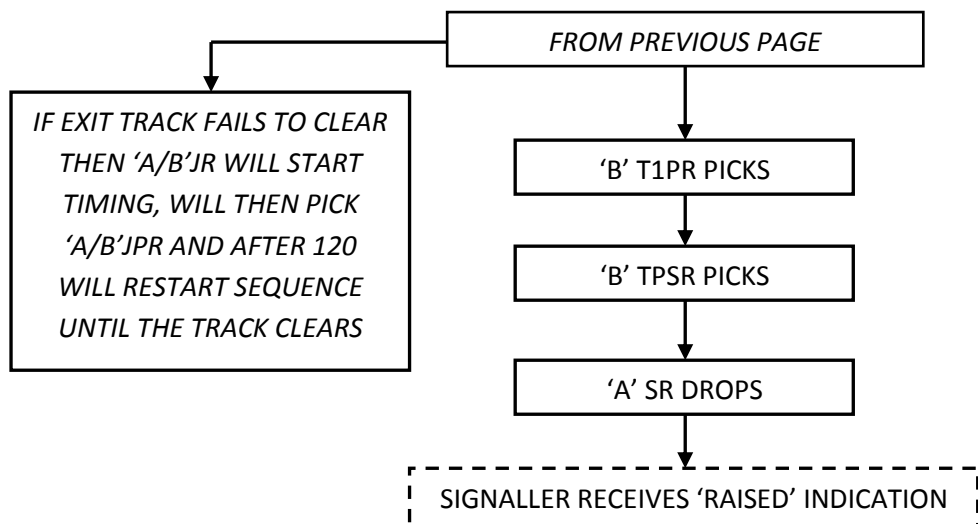 FROM PREVIOUS PAGE
IF EXIT TRACK FAILS TO CLEAR
THEN ‘A/B’JR WILL START
TIMING, WILL THEN PICK
‘A/B’JPR AND AFTER 120
WILL RESTART SEQUENCE
UNTIL THE TRACK CLEARS
‘B’ T1PR PICKS
‘B’ TPSR PICKS
‘A’ SR DROPS
SIGNALLER RECEIVES ‘RAISED’ INDICATION